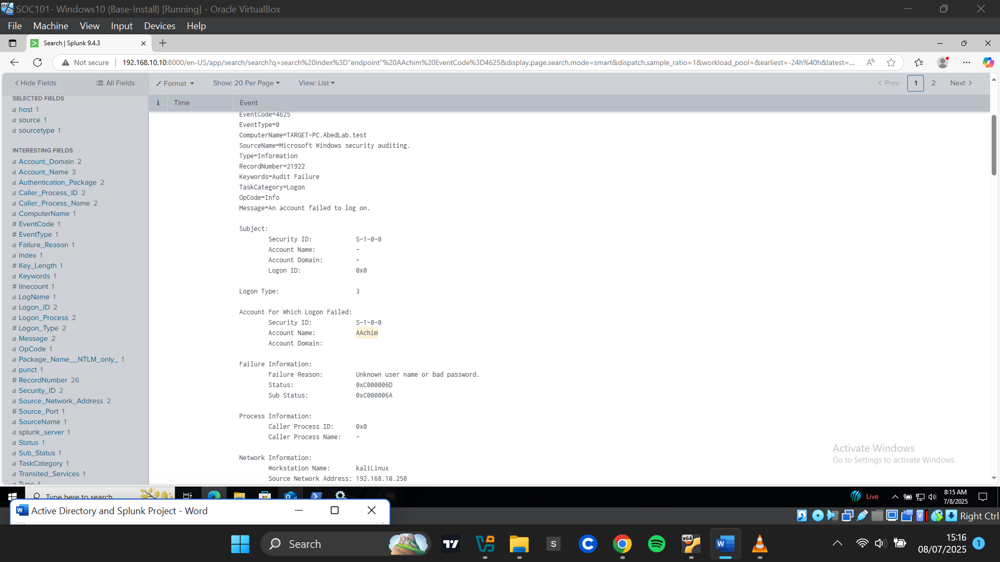 SOC101- Windows10 (Base-Install) [Running] - Oracle VirtualBox
File Machine View Input Devices Help
Search | Splunk 9.4.3
Not secure 192.168.10.10:8000/en-US/app/search/search?q=search%20index%3D"endpoint"%20AAchim%20EventCode%3D4625&display.page.search.mode=smart&dispatch.sample_ratio=1&workload_pool=&earliest=-24h%40h&latest=...
Hide Fields All Fields Format Show: 20 Per Page View: List Prev 1 2 Next
SELECTED FIELDS
a host 1
a source 1
a sourcetype 1
INTERESTING FIELDS
a Account_Domain 2
a Account_Name 3
a Authentication_Package 2
a Caller_Process_ID 2
a Caller_Process_Name 2
a ComputerName 1
# EventCode 1
# EventType 1
a Failure_Reason 1
a index 1
# Key_Length 1
a Keywords 1
# linecount 1
a LogName 1
a Logon_ID 2
a Logon_Process 2
# Logon_Type 2
a Message 2
a OpCode 1
a Package_Name__NTLM_only_ 1
a punct 1
# RecordNumber 26
a Security_ID 2
a Source_Network_Address 2
# Source_Port 1
a SourceName 1
a splunk_server 1
a Status 1
a Sub_Status 1
a TaskCategory 1
a Transited_Services 1
a Type 1
i Time Event
EventCode=4625
EventType=0
ComputerName=TARGET-PC.AbedLab.test
SourceName=Microsoft Windows security auditing.
Type=Information
RecordNumber=21922
Keywords=Audit Failure
TaskCategory=Logon
OpCode=Info
Message=An account failed to log on.
Subject:
Security ID: S-1-0-0
Account Name: -
Account Domain: -
Logon ID: 0x0
Logon Type: 3
Account For Which Logon Failed:
Security ID: S-1-0-0
Account Name: AAchim
Account Domain:
Failure Information:
Failure Reason: Unknown user name or bad password.
Status: 0xC000006D
Sub Status: 0xC000006A
Process Information:
Caller Process ID: 0x0
Caller Process Name: -
Network Information:
Workstation Name: kaliLinux
Source Network Address: 192.168.10.250
Activate Windows
Go to Settings to activate Windows.
Type here to search
Live
8:15 AM
7/8/2025
Active Directory and Splunk Project - Word
Right Ctrl
Search
15:16
08/07/2025
1